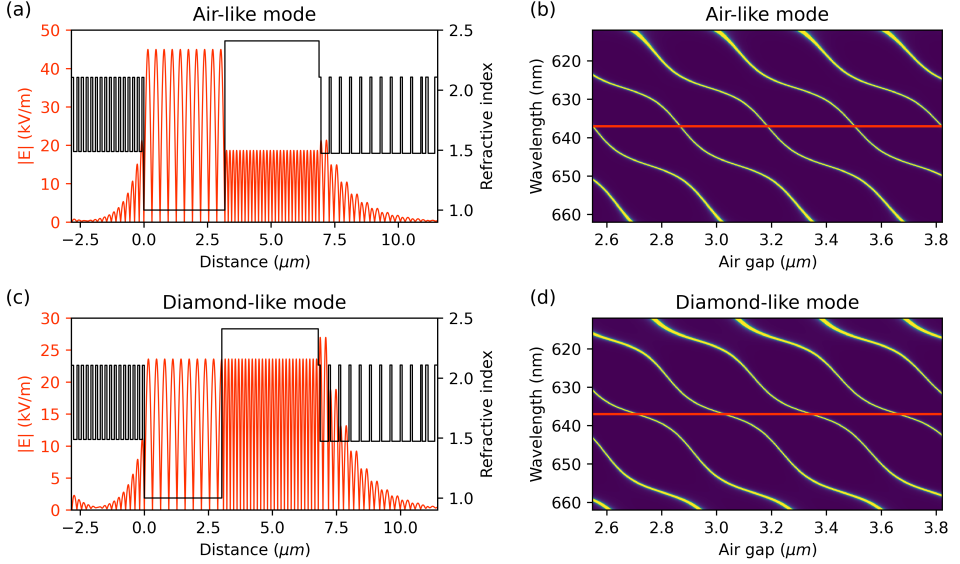 (a)
Air-like mode
|E| (kV/m)
50
40
30
20
10
0
2.5
2.0
1.5
1.0
Refractive index
−2.5 0.0 2.5 5.0 7.5 10.0
Distance (μm)
(b)
Air-like mode
Wavelength (nm)
620
630
640
650
660
2.6 2.8 3.0 3.2 3.4 3.6 3.8
Air gap (μm)
(c)
Diamond-like mode
|E| (kV/m)
30
25
20
15
10
5
0
2.5
2.0
1.5
1.0
Refractive index
−2.5 0.0 2.5 5.0 7.5 10.0
Distance (μm)
(d)
Diamond-like mode
Wavelength (nm)
620
630
640
650
660
2.6 2.8 3.0 3.2 3.4 3.6 3.8
Air gap (μm)